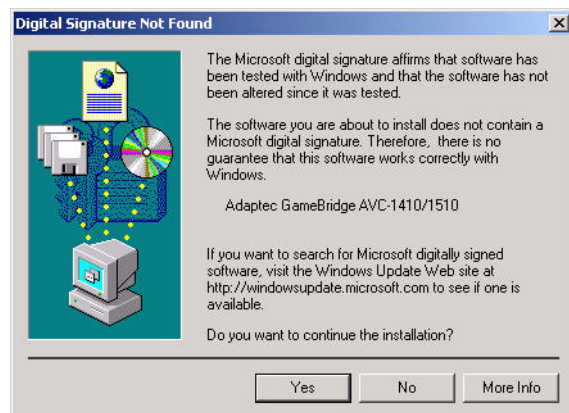 Digital Signature Not Found
The Microsoft digital signature affirms that software has
been tested with Windows and that the software has not
been altered since it was tested.
The software you are about to install does not contain a
Microsoft digital signature. Therefore, there is no
guarantee that this software works correctly with
Windows.
Adaptec GameBridge AVC-1410/1510
If you want to search for Microsoft digitally signed
software, visit the Windows Update Web site at
http://windowsupdate.microsoft.com to see if one is
available.
Do you want to continue the installation?
Yes No More Info